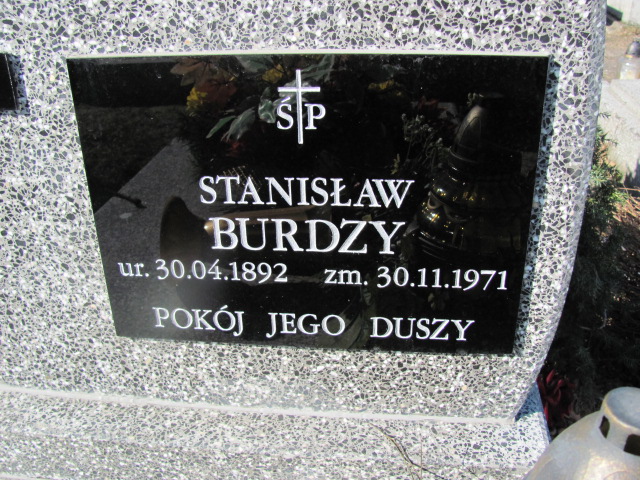 ŚP
STANISŁAW
BURDZY
ur. 30.04.1892 zm. 30.11.1971
POKÓJ JEGO DUSZY